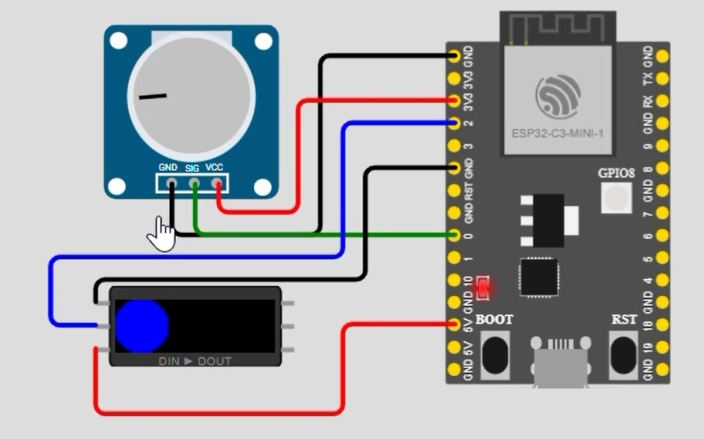 GND SIG VCC
DIN ▶ DOUT
ESP32-C3-MINI-1
GPIO8
BOOT
RST
GND
3V3
3V3
2
3
GND
RST
GND
0
1
10
GND
5V
5V
GND
GND
TX
RX
GND
9
8
GND
7
6
5
4
GND
18
19
GND